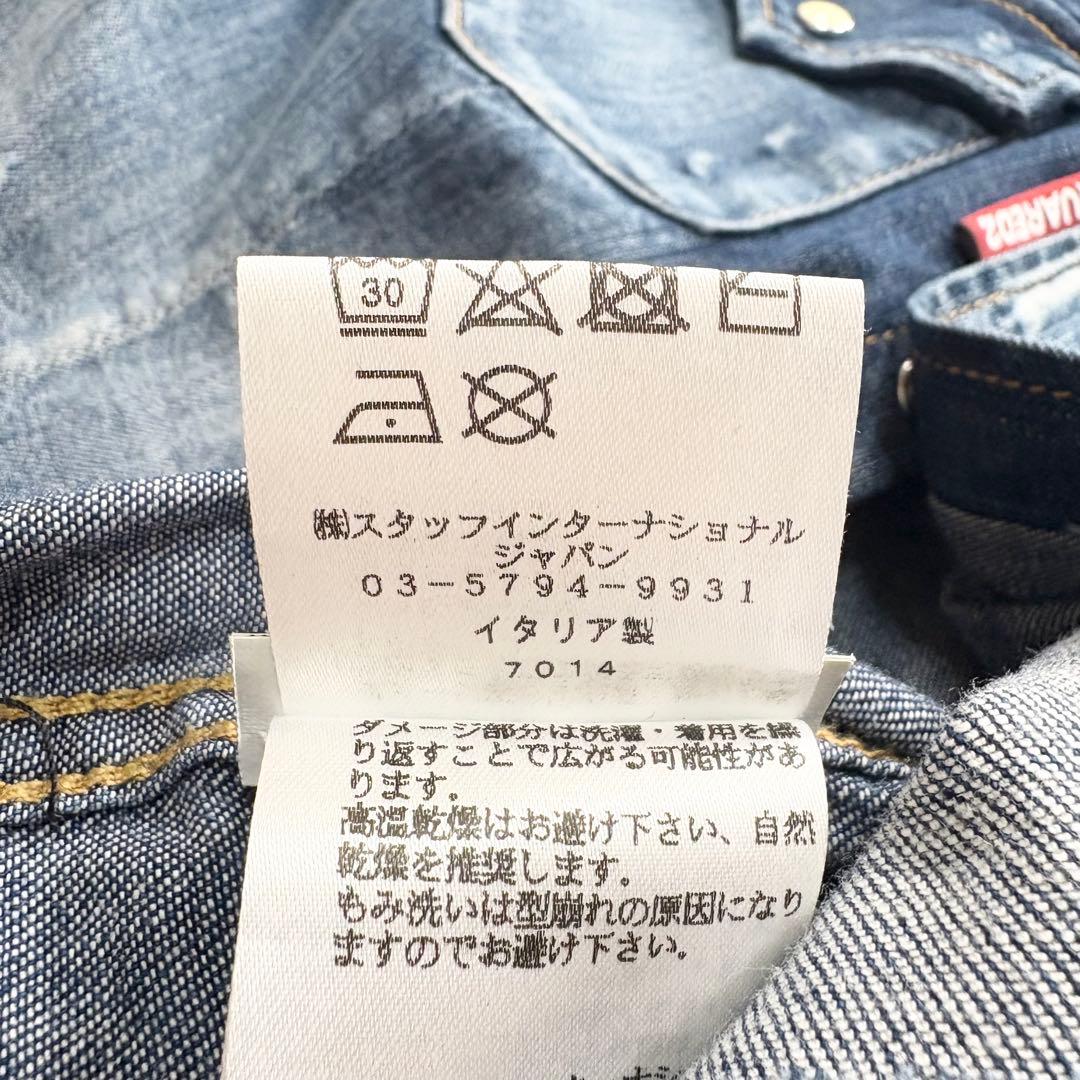 UARED2
30
㈱スタッフインターナショナル
ジャパン
03-5794-9931
イタリア製
7014
ダメージ部分は洗濯・着用を繰
り返すことで広がる可能性があ
ります。
高温乾燥はお避け下さい、自然
乾燥を推奨します。
もみ洗いは型崩れの原因になり
ますのでお避け下さい。